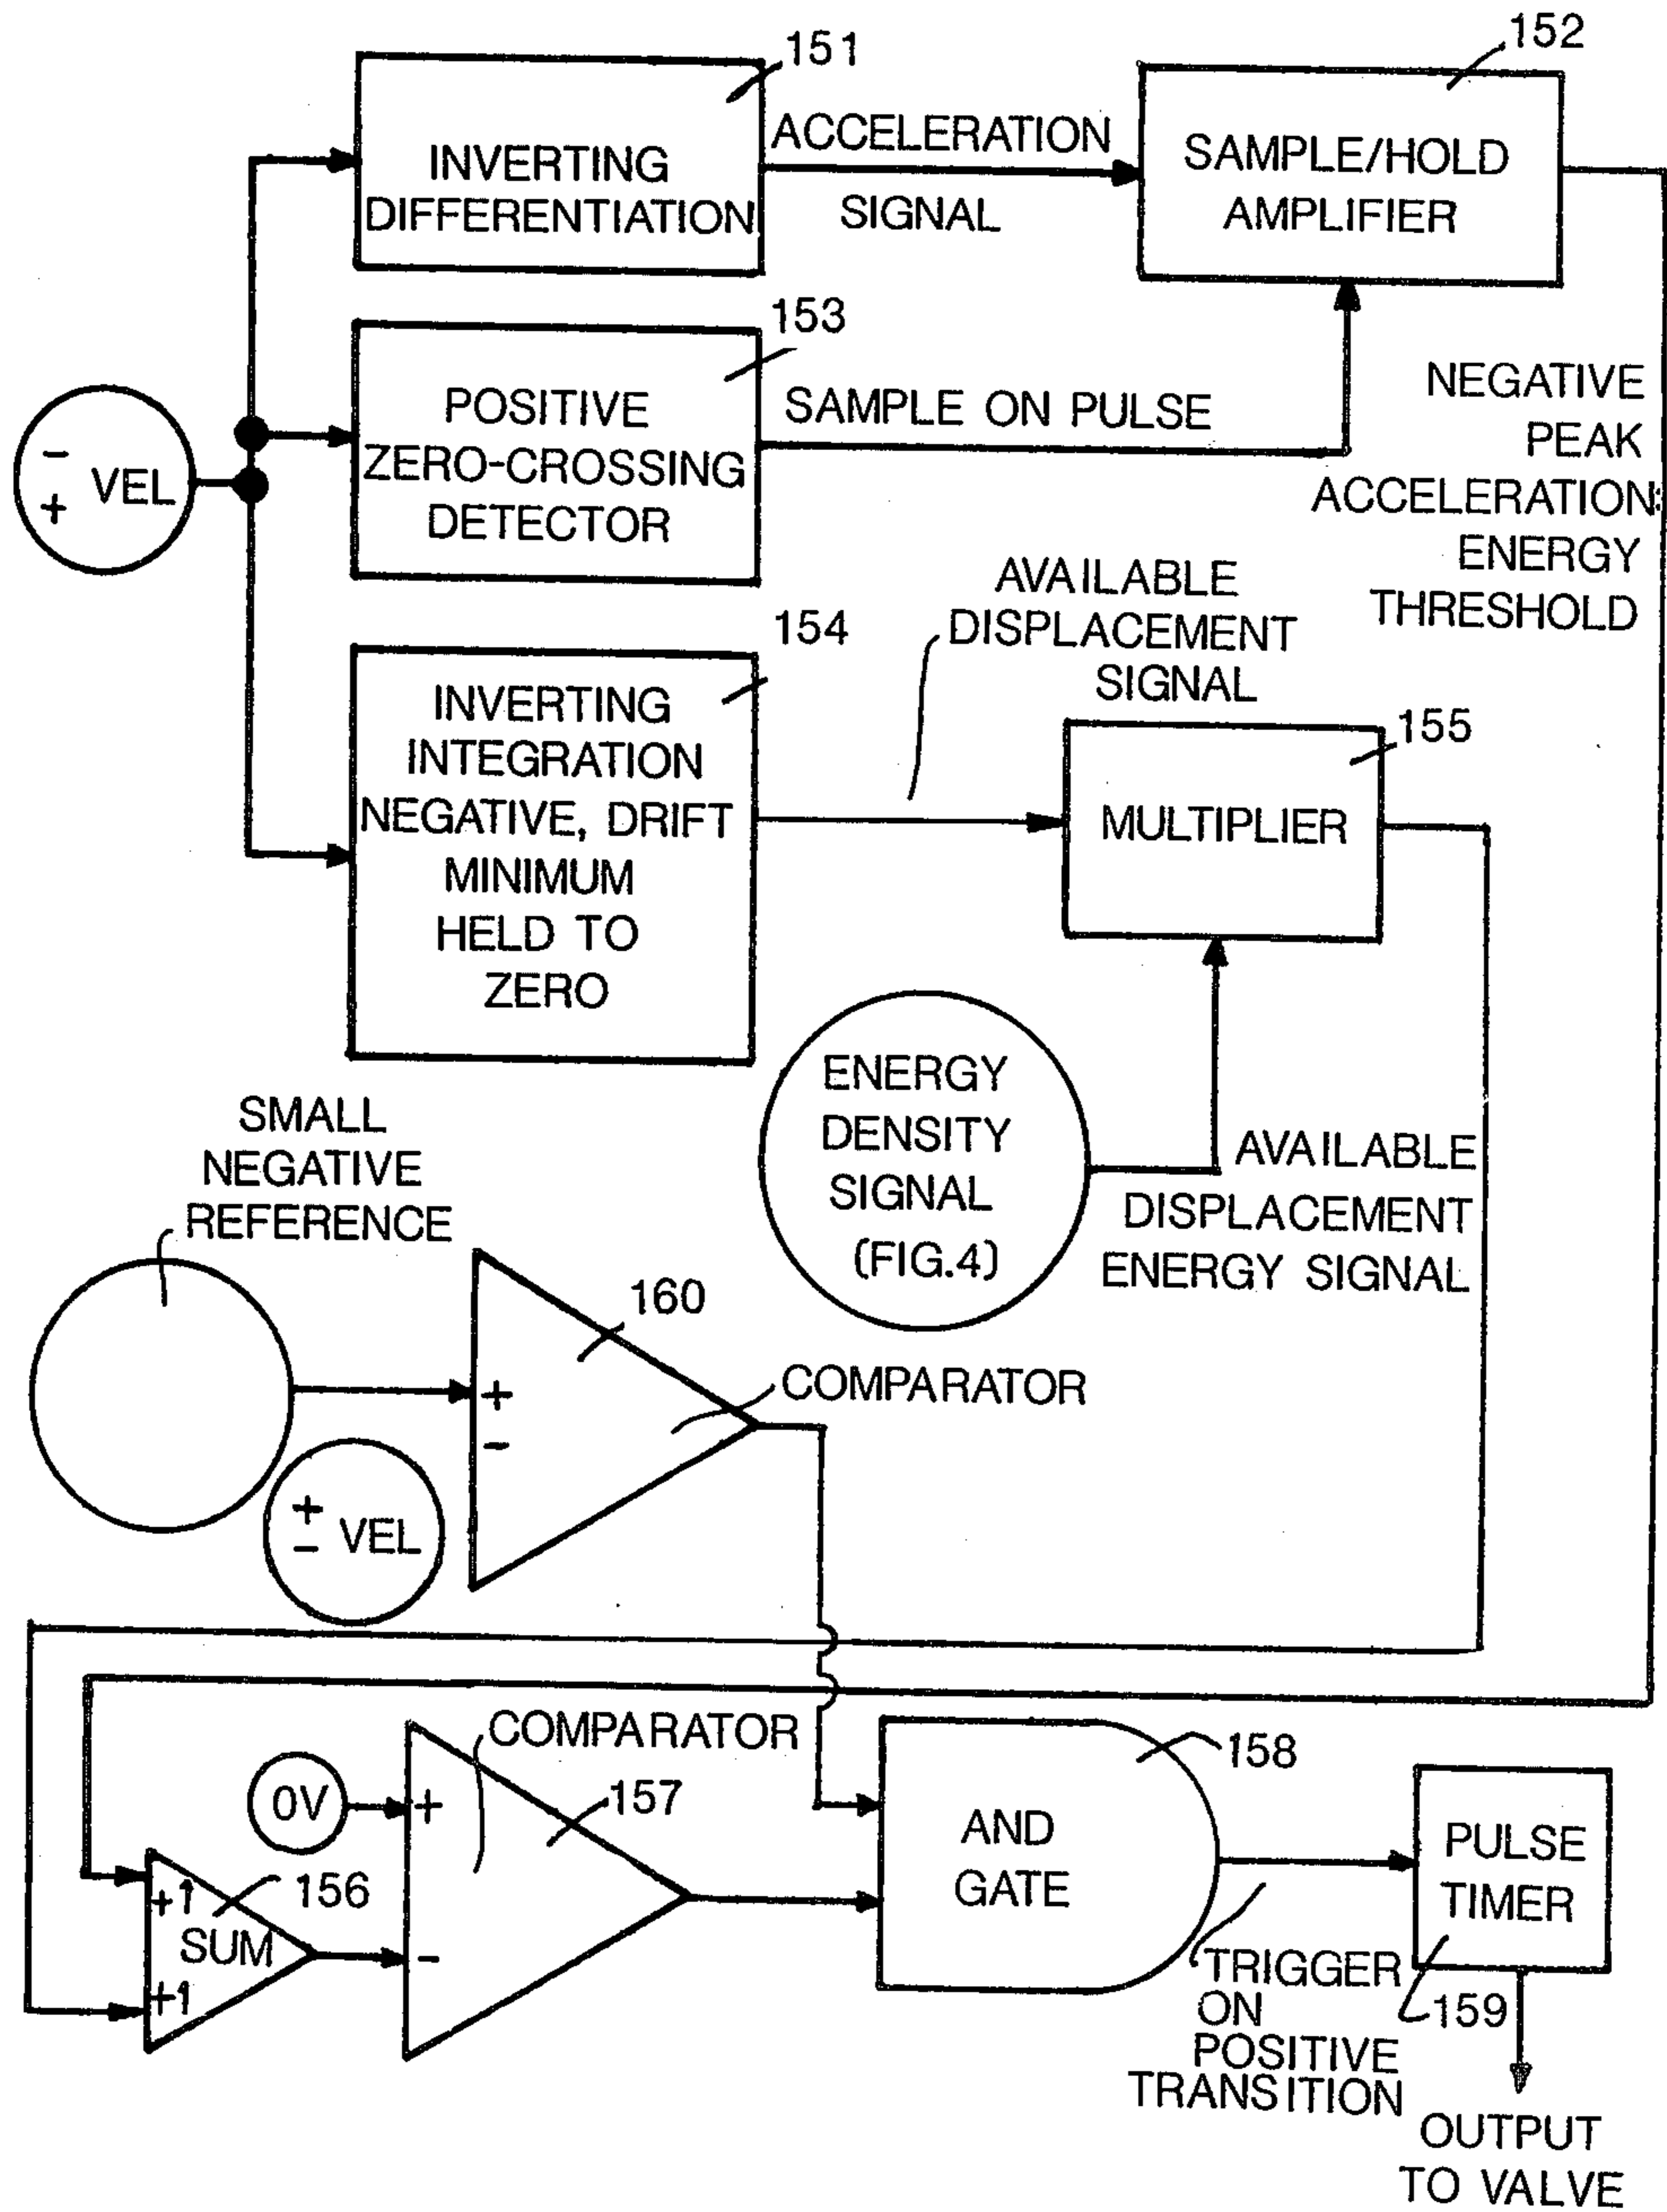 151
152
INVERTING
DIFFERENTIATION
ACCELERATION
SIGNAL
SAMPLE/HOLD
AMPLIFIER
153
POSITIVE
ZERO-CROSSING
DETECTOR
SAMPLE ON PULSE
NEGATIVE
PEAK
ACCELERATION
ENERGY
THRESHOLD
-
+ VEL
154
INVERTING
INTEGRATION
NEGATIVE, DRIFT
MINIMUM
HELD TO
ZERO
AVAILABLE
DISPLACEMENT
SIGNAL
155
MULTIPLIER
ENERGY
DENSITY
SIGNAL
(FIG.4)
AVAILABLE
DISPLACEMENT
ENERGY SIGNAL
SMALL
NEGATIVE
REFERENCE
160
+
-
COMPARATOR
+
- VEL
COMPARATOR
0V
+
-
157
+1
+1
SUM
156
AND
GATE
158
PULSE
TIMER
159
TRIGGER
ON
POSITIVE
TRANSITION
OUTPUT
TO VALVE